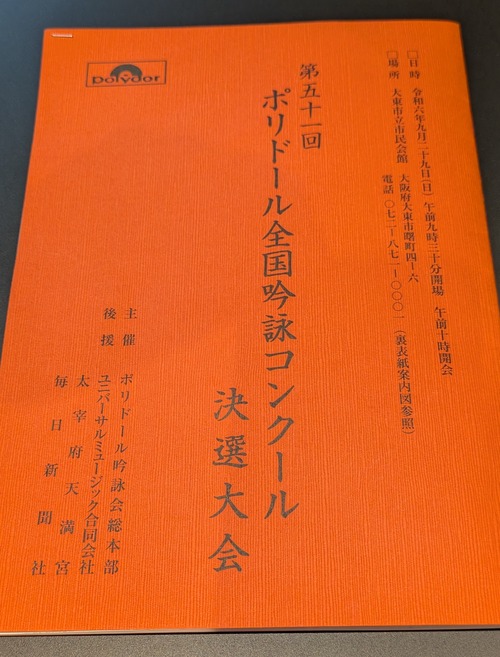 □日時　令和六年九月二十九日(日)　午前九時三十分開場　午前十時開会
□場所　大東市立市民会館　大阪府大東市曙町四ー六
電話　〇七二ー八七一ー〇〇〇一　(裏表紙案内図参照)
第五十一回
ポリドール全国吟詠コンクール
決選大会
polydor
主催　ポリドール吟詠会総本部
後援　ユニバーサルミュージック合同会社
太宰府天満宮
毎日新聞社